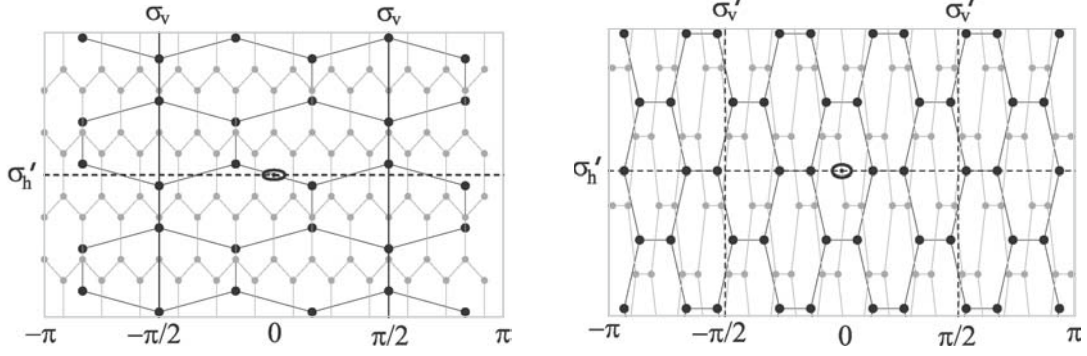 σᵥ σᵥ σᵥ′ σᵥ′
σₕ′ σₕ′
−π −π/2 0 π/2 π −π −π/2 0 π/2 π